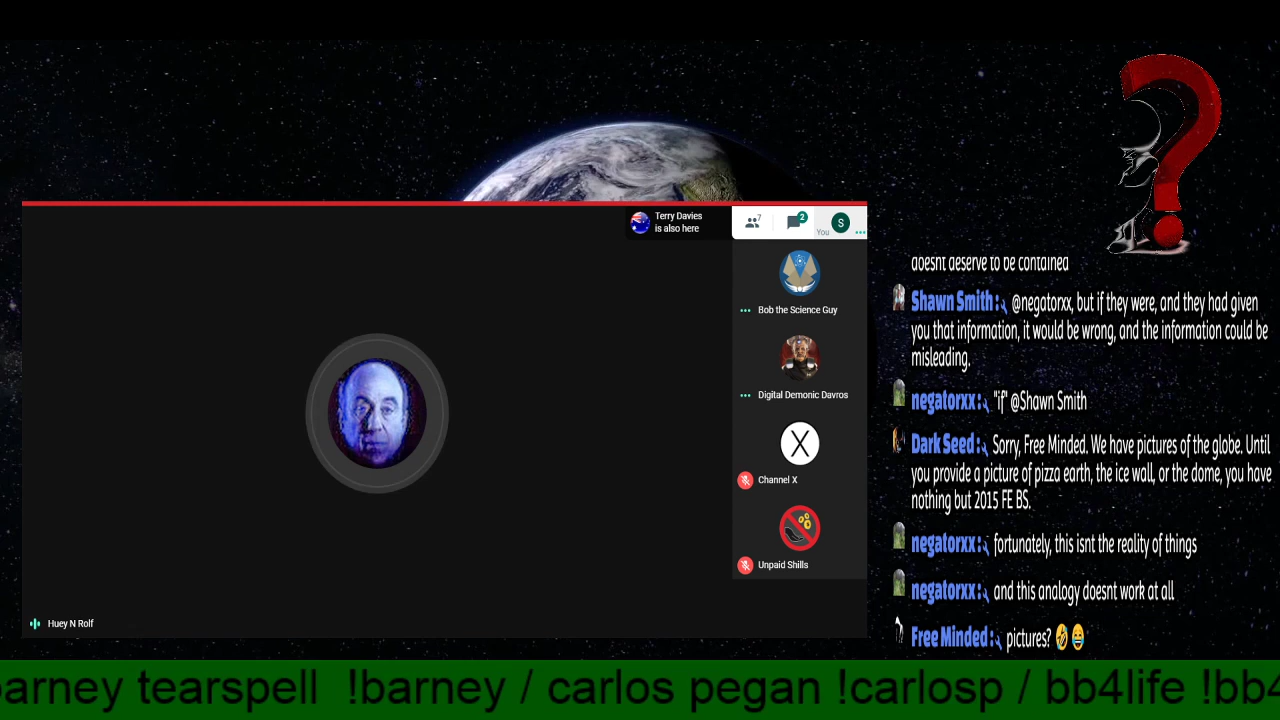 Terry Davies
is also here
7
2
You
S
Bob the Science Guy
Digital Demonic Davros
X
Channel X
Unpaid Shills
Huey N Rolf
doesnt deserve to be contained
Shawn Smith: @negatorxx, but if they were, and they had given
you that information, it would be wrong, and the information could be
misleading.
negatorxx: "if" @Shawn Smith
Dark Seed: Sorry, Free Minded. We have pictures of the globe. Until
you provide a picture of pizza earth, the ice wall, or the dome, you have
nothing but 2015 FE BS.
negatorxx: fortunately, this isnt the reality of things
negatorxx: and this analogy doesnt work at all
Free Minded: pictures? 🤣😂
arney tearspell !barney / carlos pegan !carlosp / bb4life !bb4